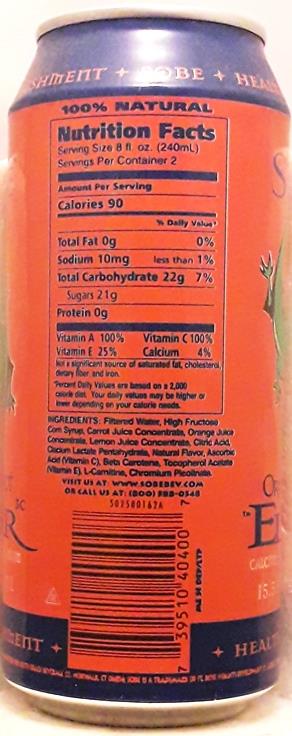 SHMENT + SOBE + HEAL
100% NATURAL
Nutrition Facts
Serving Size 8 fl. oz. (240mL)
Servings Per Container 2
Amount Per Serving
Calories 90
% Daily Value*
Total Fat 0g 0%
Sodium 10mg less than 1%
Total Carbohydrate 22g 7%
Sugars 21g
Protein 0g
Vitamin A 100% Vitamin C 100%
Vitamin E 25% Calcium 4%
Not a significant source of saturated fat, cholesterol,
dietary fiber and iron.
*Percent Daily Values are based on a 2,000
calorie diet. Your daily values may be higher or
lower depending on your calorie needs.
INGREDIENTS: Filtered Water, High Fructose
Corn Syrup, Carrot Juice Concentrate, Orange Juice
Concentrate, Lemon Juice Concentrate, Citric Acid,
Calcium Lactate Pentahydrate, Natural Flavor, Ascorbic
Acid (Vitamin C), Beta Carotene, Tocopherol Acetate
(Vitamin E), L-Carnitine, Chromium Picolinate.
VISIT US AT: WWW.SOBEBEV.COM
OR CALL US AT: (800) 588-0548
7 39510 40400 7
3C
R
™
E
15.5
MENT +
+ HEAL